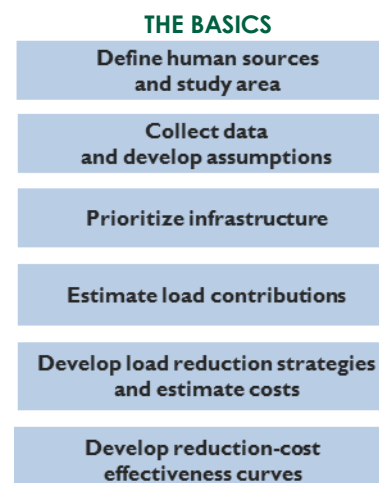 THE BASICS
Define human sources
and study area
Collect data
and develop assumptions
Prioritize infrastructure
Estimate load contributions
Develop load reduction strategies
and estimate costs
Develop reduction-cost
effectiveness curves